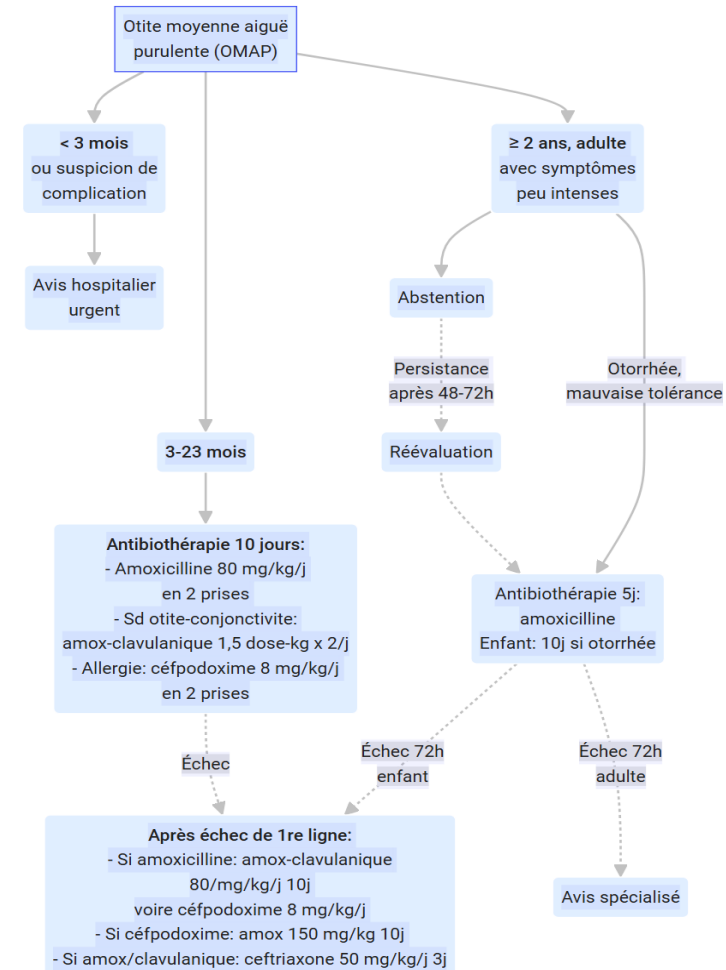 Otite moyenne aiguë
purulente (OMAP)
< 3 mois
ou suspicion de
complication
Avis hospitalier
urgent
≥ 2 ans, adulte
avec symptômes
peu intenses
Abstention
Persistance
après 48-72h
Otorrhée,
mauvaise tolérance
Réévaluation
3-23 mois
Antibiothérapie 10 jours:
- Amoxicilline 80 mg/kg/j
en 2 prises
- Sd otite-conjonctivite:
amox-clavulanique 1,5 dose-kg x 2/j
- Allergie: céfpodoxime 8 mg/kg/j
en 2 prises
Antibiothérapie 5j:
amoxicilline
Enfant: 10j si otorrhée
Échec
Échec 72h
enfant
Échec 72h
adulte
Après échec de 1re ligne:
- Si amoxicilline: amox-clavulanique
80/mg/kg/j 10j
voire céfpodoxime 8 mg/kg/j
- Si céfpodoxime: amox 150 mg/kg 10j
- Si amox/clavulanique: ceftriaxone 50 mg/kg/j 3j
Avis spécialisé